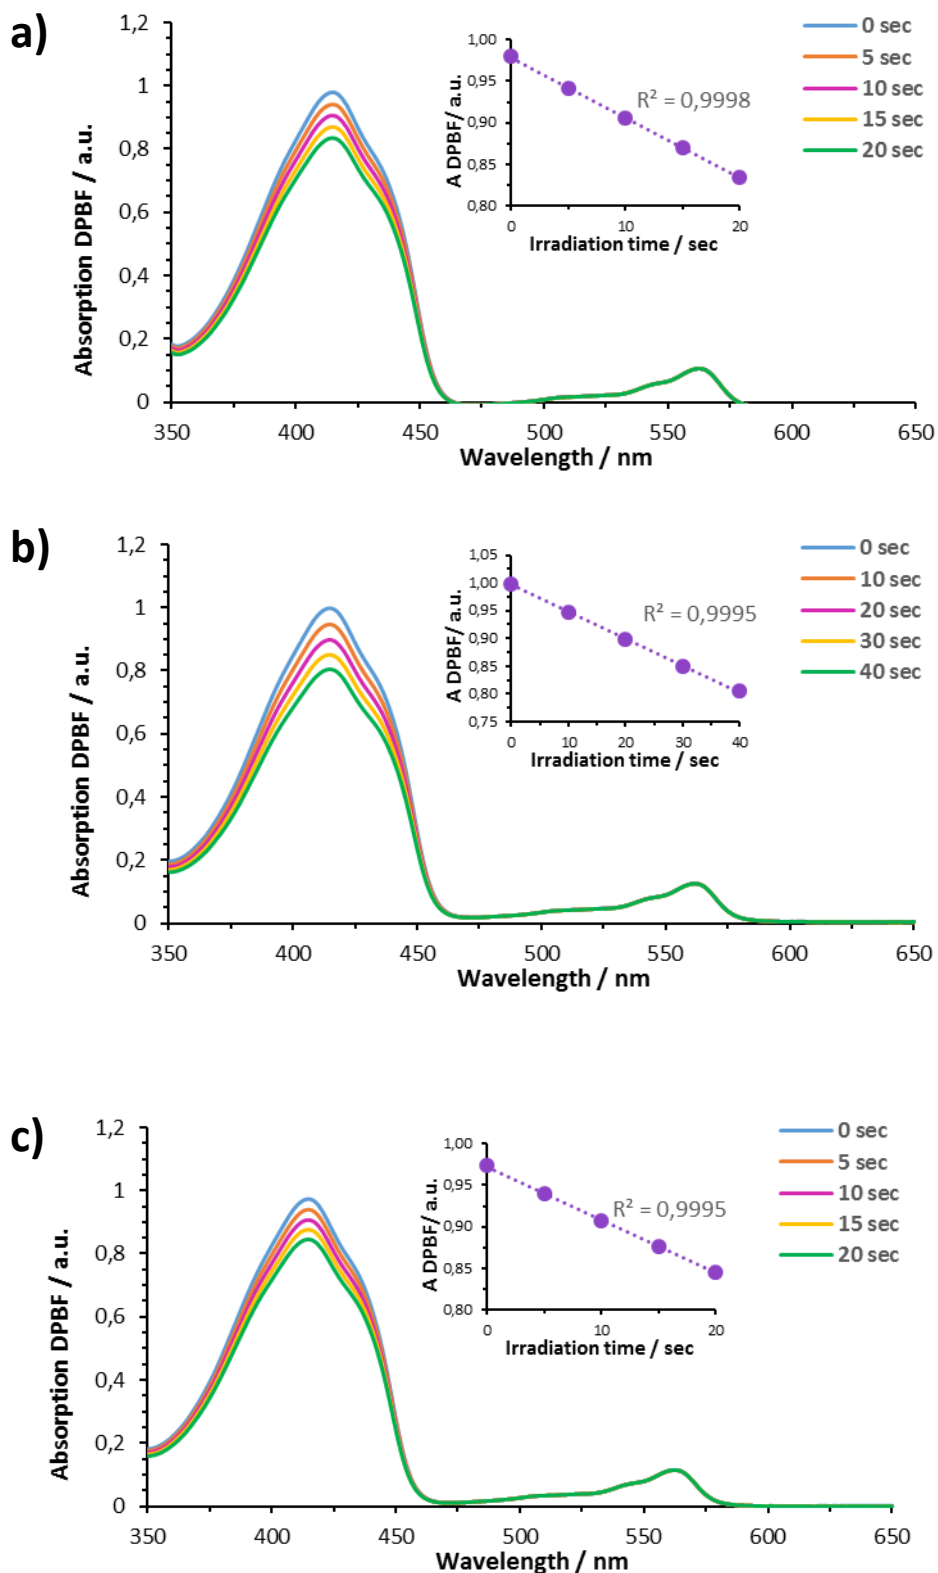 a)
1,2
1
0,8
0,6
0,4
0,2
0
Absorption DPBF / a.u.
350
400
450
500
550
600
650
Wavelength / nm
1,00
0,95
0,90
0,85
0,80
A DPBF/ a.u.
R² = 0,9998
0
10
20
Irradiation time / sec
0 sec
5 sec
10 sec
15 sec
20 sec
b)
1,2
1
0,8
0,6
0,4
0,2
0
Absorption DPBF / a.u.
350
400
450
500
550
600
650
Wavelength / nm
1,05
1,00
0,95
0,90
0,85
0,80
0,75
A DPBF/ a.u.
R² = 0,9995
0
10
20
30
40
Irradiation time / sec
0 sec
10 sec
20 sec
30 sec
40 sec
c)
1,2
1
0,8
0,6
0,4
0,2
0
Absorption DPBF / a.u.
350
400
450
500
550
600
650
Wavelength / nm
1,00
0,95
0,90
0,85
0,80
A DPBF/ a.u.
R² = 0,9995
0
10
20
Irradiation time / sec
0 sec
5 sec
10 sec
15 sec
20 sec